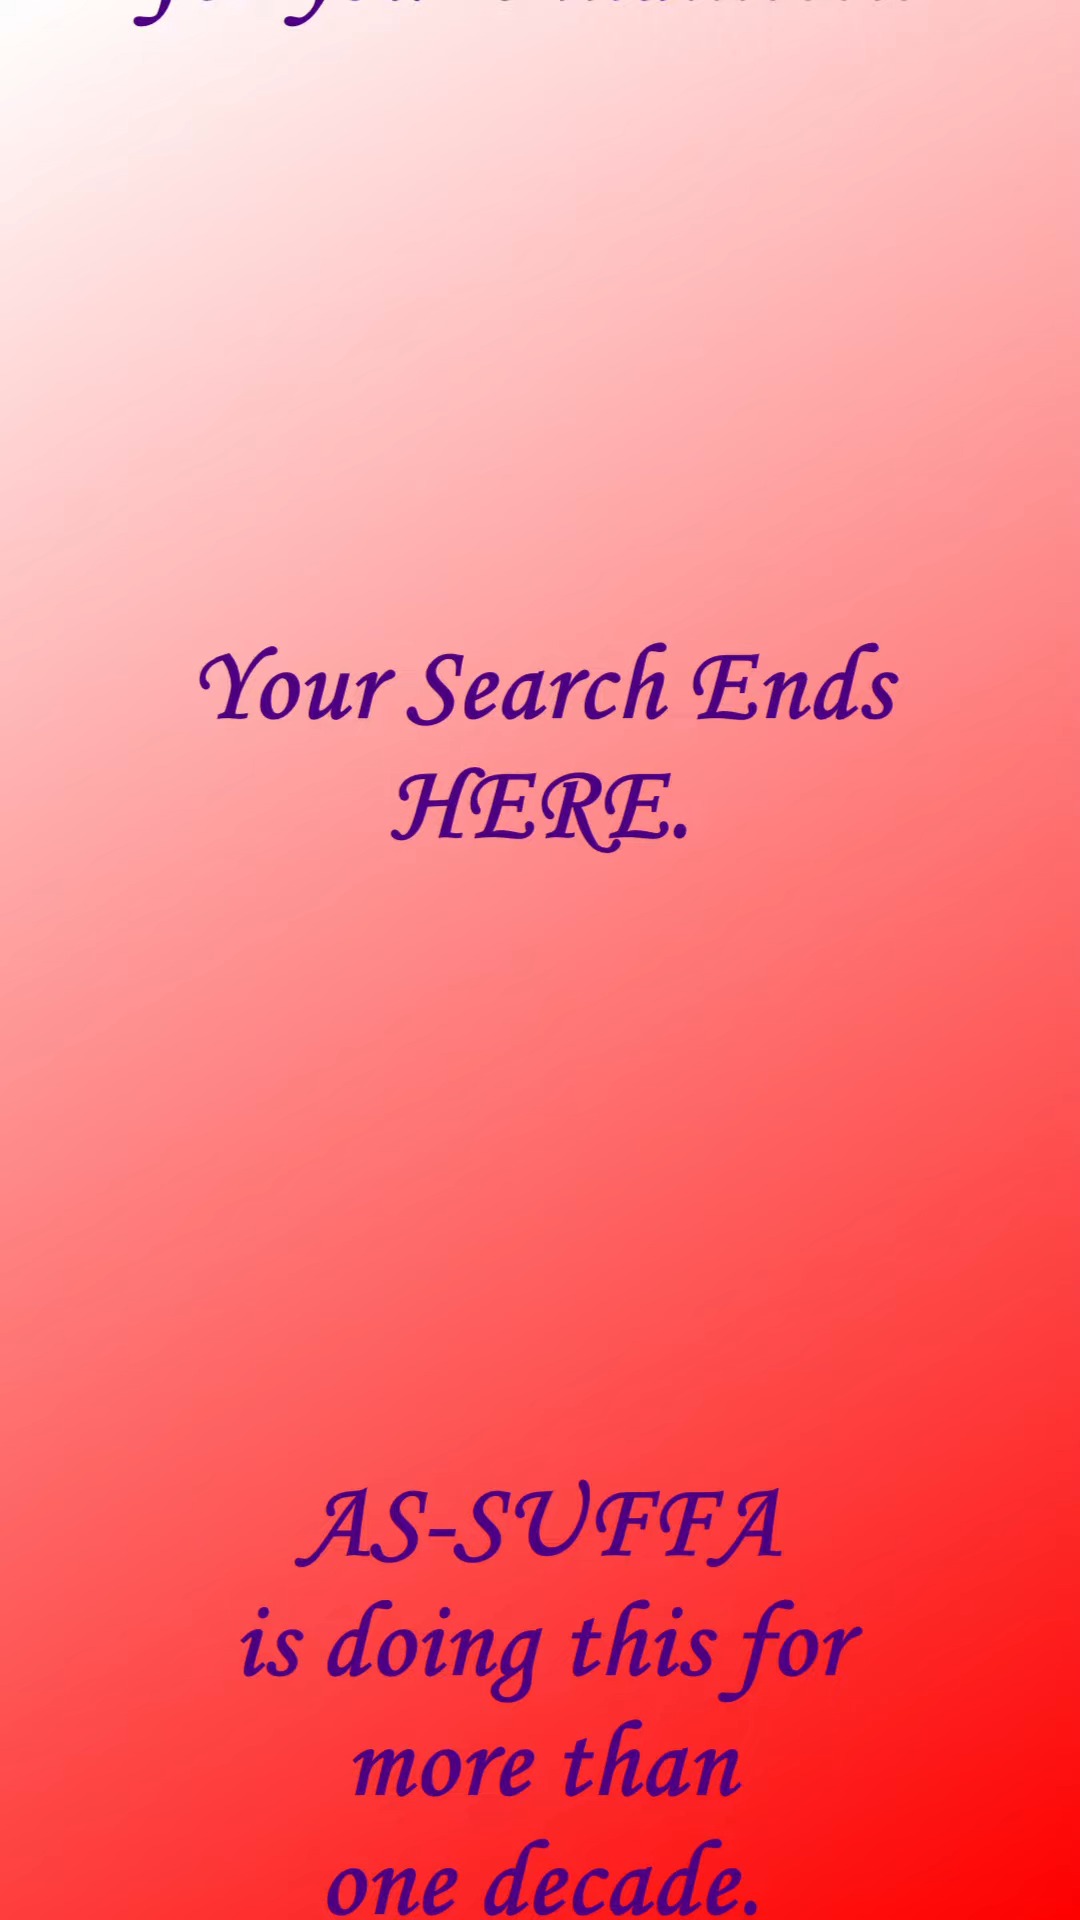 Your Search Ends
HERE.
AS-SUFFA
is doing this for
more than
one decade.